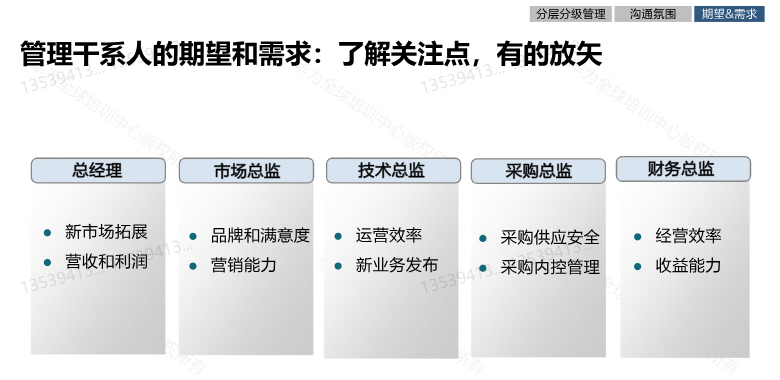 分层分级管理 沟通氛围 期望&需求
管理干系人的期望和需求：了解关注点，有的放矢
总经理
新市场拓展
营收和利润
市场总监
品牌和满意度
营销能力
技术总监
运营效率
新业务发布
采购总监
采购供应安全
采购内控管理
财务总监
经营效率
收益能力
13539413...
13539413...
13539413...
13539413...